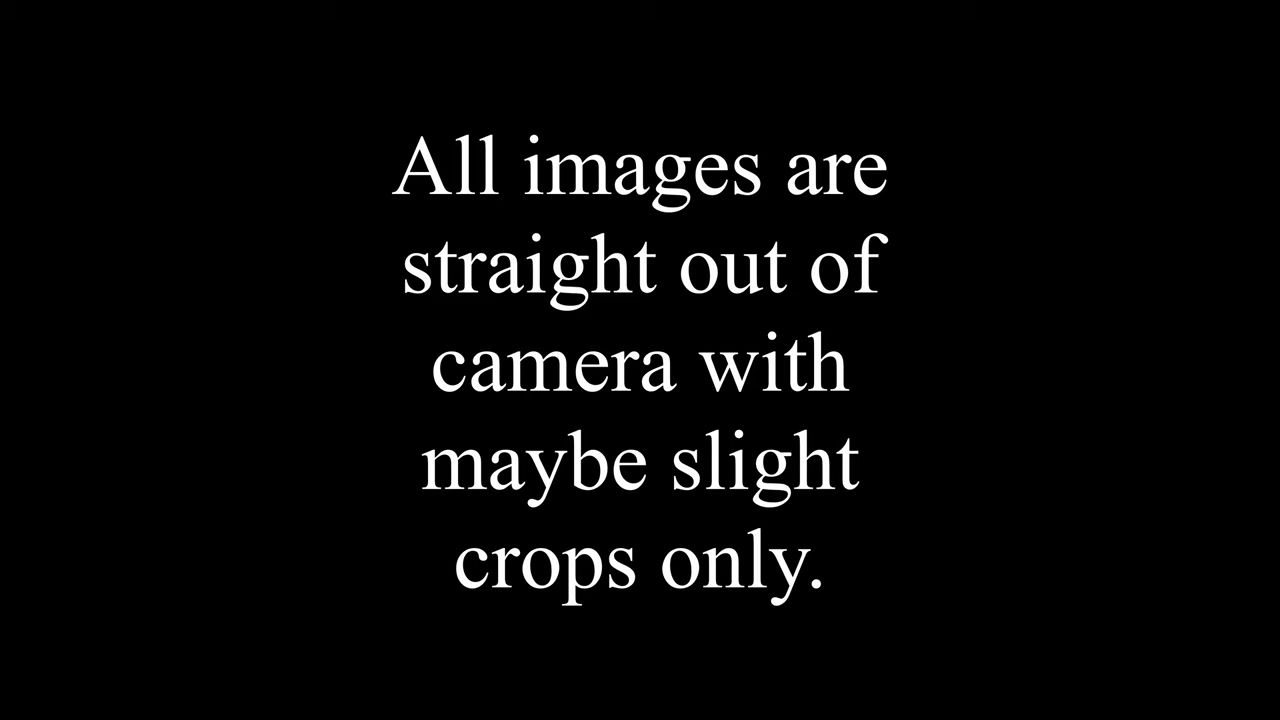 All images are
straight out of
camera with
maybe slight
crops only.